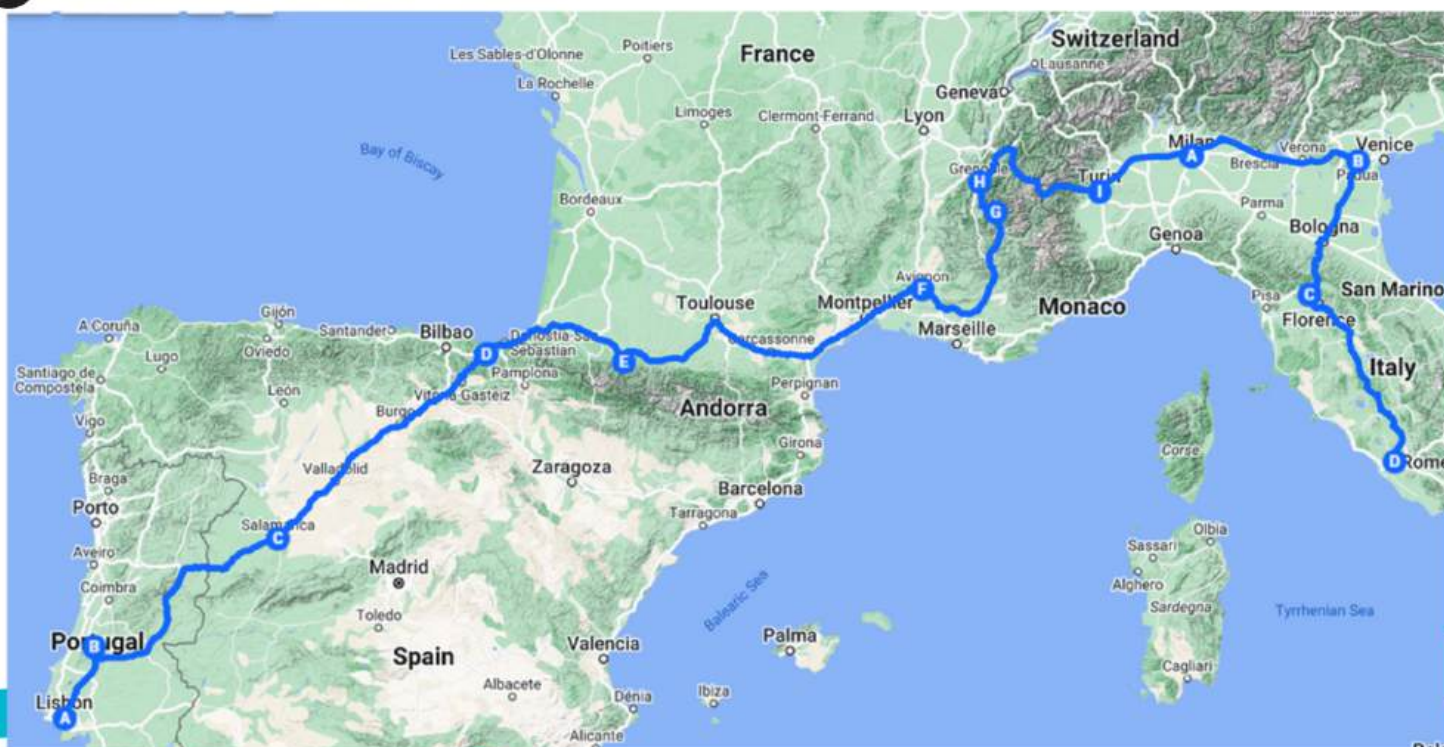 Switzerland
France
Poitiers
Les Sables-d'Olonne
Lausanne
La Rochelle
Geneva
Limoges
Clermont-Ferrand
Lyon
Bay of Biscay
Milan
A
Verona
Venice
Brescia
B
Padua
Grenoble
H
Turin
I
Bordeaux
Parma
G
Bologna
Genoa
Avignon
F
C
San Marino
Pisa
Florence
Toulouse
Montpellier
Monaco
Marseille
Gijón
A Coruña
Santander
Bilbao
Donostia-San
Sebastian
Carcassonne
D
E
Lugo
Oviedo
Italy
Santiago de
Compostela
Pamplona
León
Vitoria-Gasteiz
Perpignan
Andorra
Burgos
Vigo
Girona
Corse
Valladolid
Zaragoza
D
Rome
Braga
Barcelona
Porto
Tarragona
Salamanca
C
Olbia
Aveiro
Sassari
Madrid
Alghero
Coimbra
Balearic Sea
Sardegna
Tyrrhenian Sea
Toledo
Portugal
B
Palma
Valencia
Spain
Cagliari
Albacete
Ibiza
Dénia
Lisbon
A
Alicante